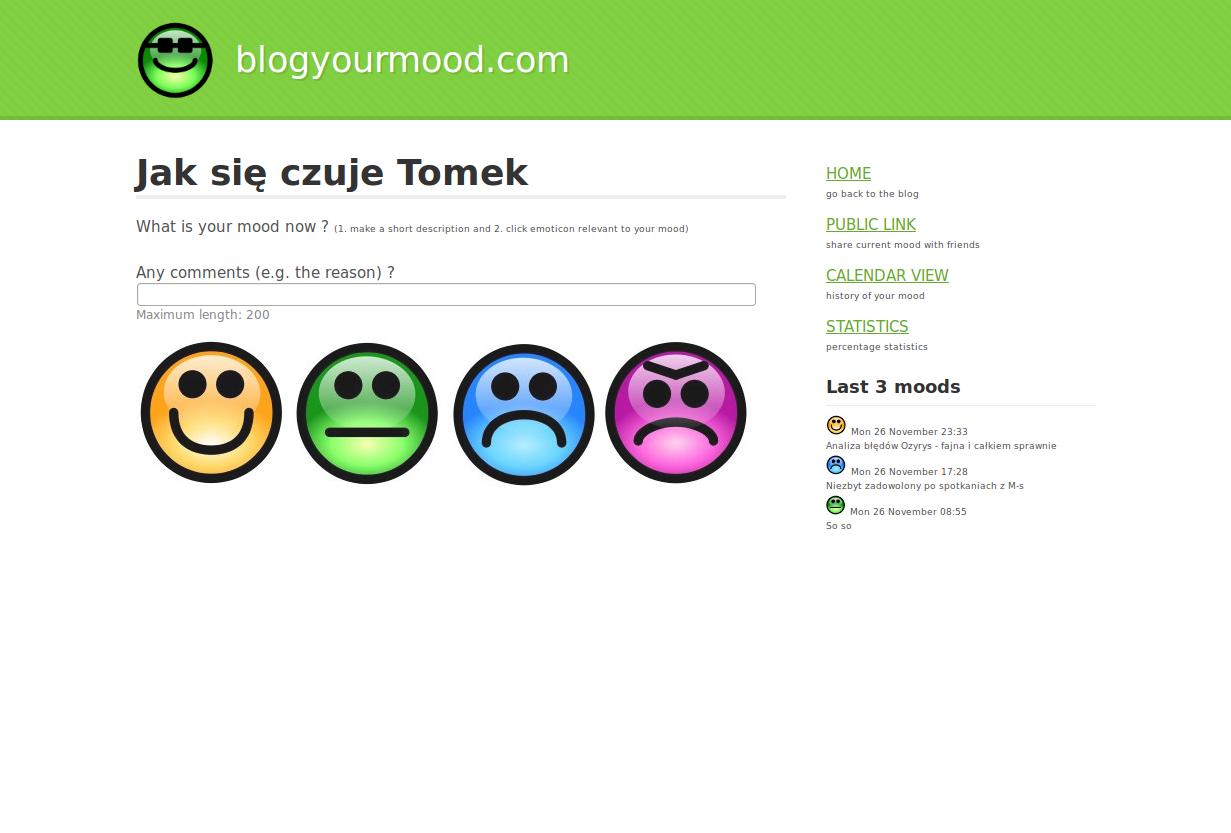 blogyourmood.com
Jak się czuje Tomek
What is your mood now ? (1. make a short description and 2. click emoticon relevant to your mood)
Any comments (e.g. the reason) ?
Maximum length: 200
HOME
go back to the blog
PUBLIC LINK
share current mood with friends
CALENDAR VIEW
history of your mood
STATISTICS
percentage statistics
Last 3 moods
Mon 26 November 23:33
Analiza błędów Ozyrys - fajna i całkiem sprawnie
Mon 26 November 17:28
Niezbyt zadowolony po spotkaniach z M-s
Mon 26 November 08:55
So so